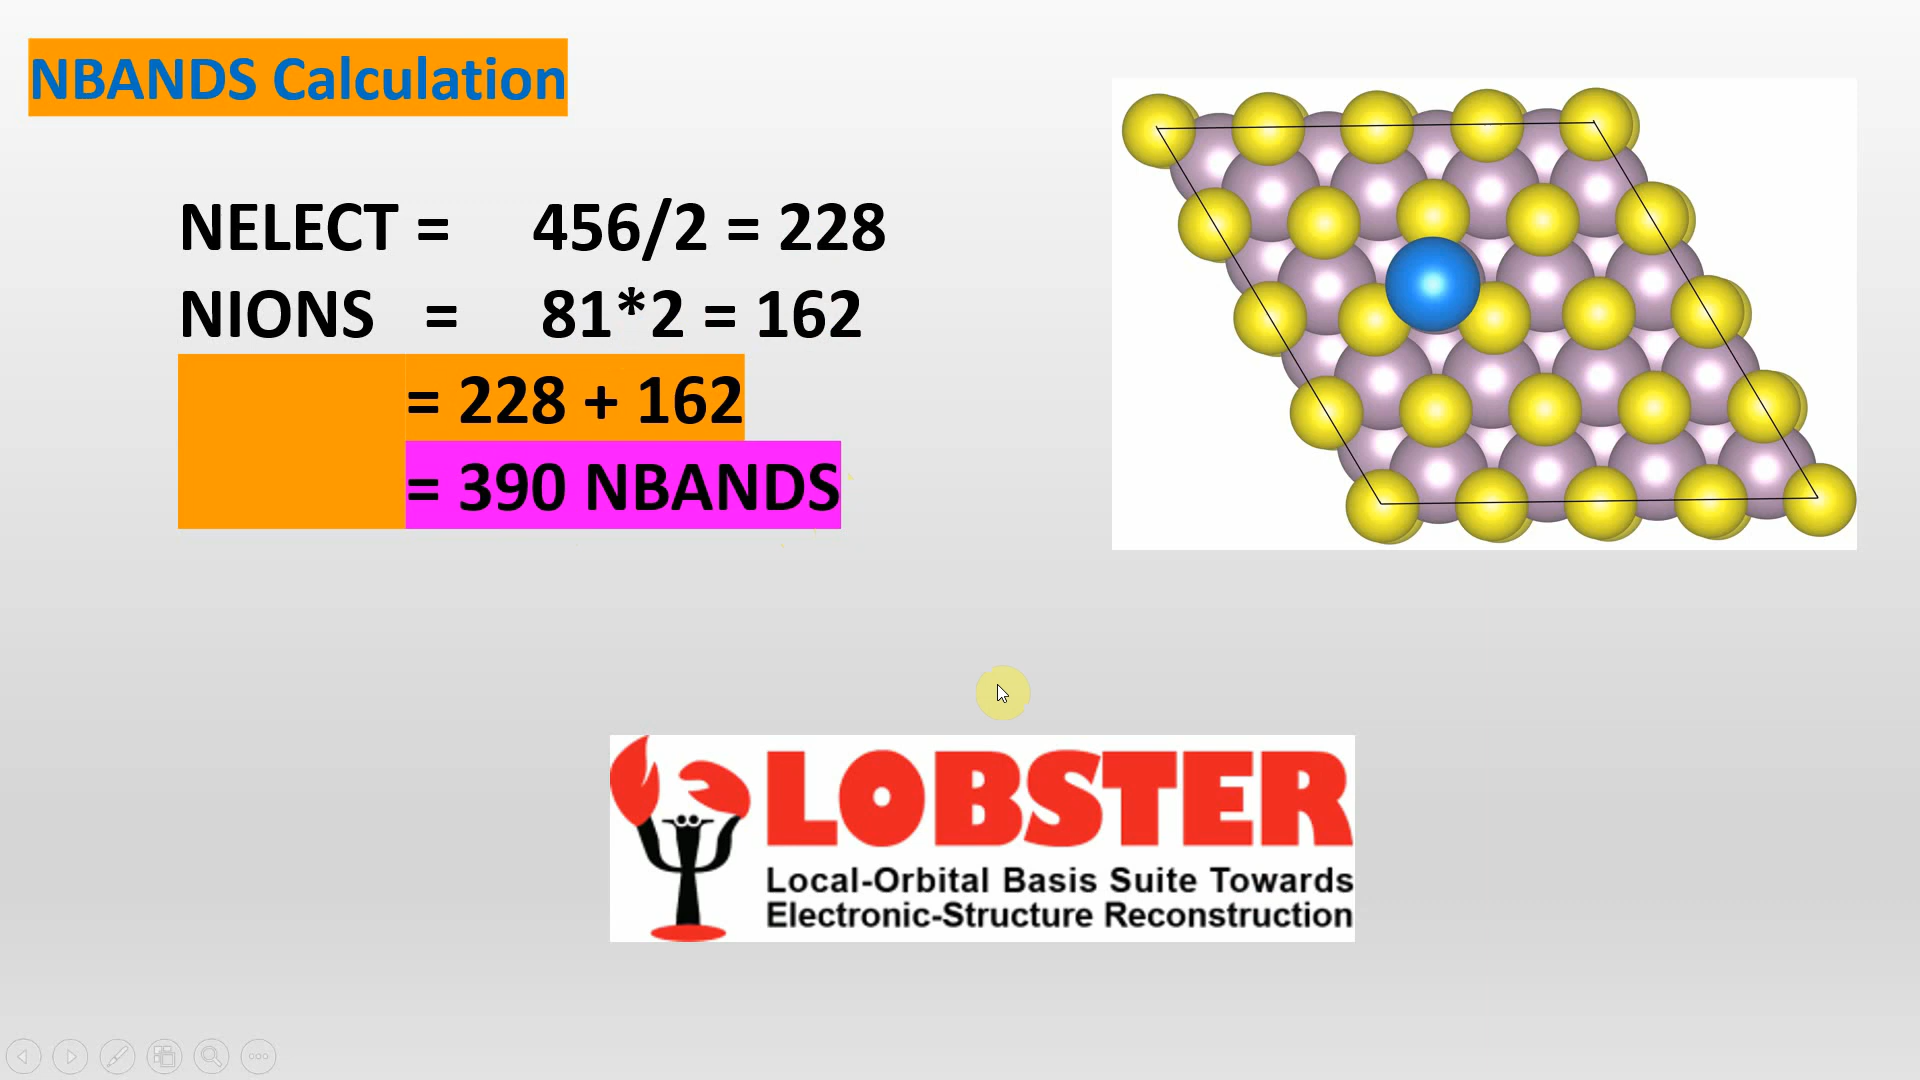 NBANDS Calculation
NELECT = 456/2 = 228
NIONS = 81*2 = 162
= 228 + 162
= 390 NBANDS
LOBSTER
Local-Orbital Basis Suite Towards
Electronic-Structure Reconstruction